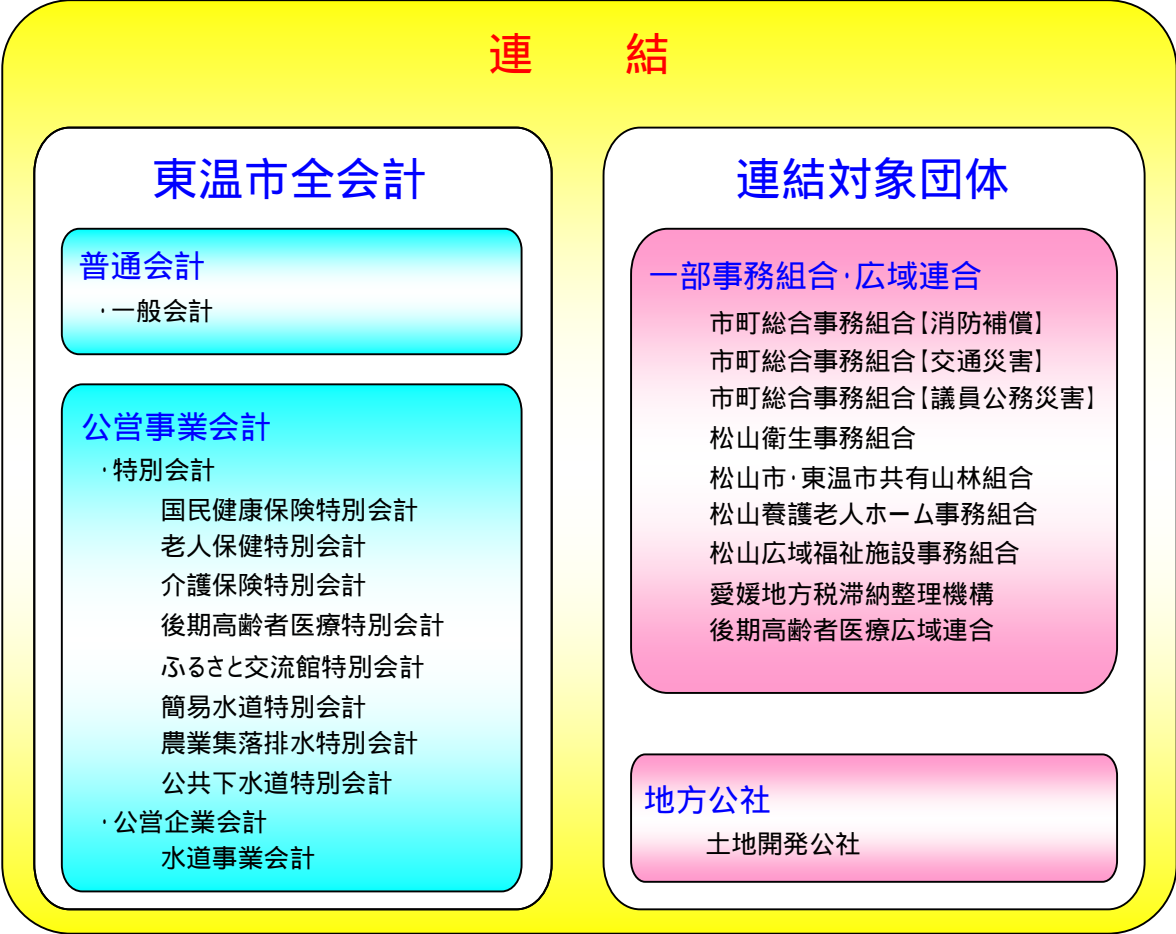 連　結
東温市全会計
普通会計
・一般会計
公営事業会計
・特別会計
国民健康保険特別会計
老人保健特別会計
介護保険特別会計
後期高齢者医療特別会計
ふるさと交流館特別会計
簡易水道特別会計
農業集落排水特別会計
公共下水道特別会計
・公営企業会計
水道事業会計
連結対象団体
一部事務組合・広域連合
市町総合事務組合【消防補償】
市町総合事務組合【交通災害】
市町総合事務組合【議員公務災害】
松山衛生事務組合
松山市・東温市共有山林組合
松山養護老人ホーム事務組合
松山広域福祉施設事務組合
愛媛地方税滞納整理機構
後期高齢者医療広域連合
地方公社
土地開発公社